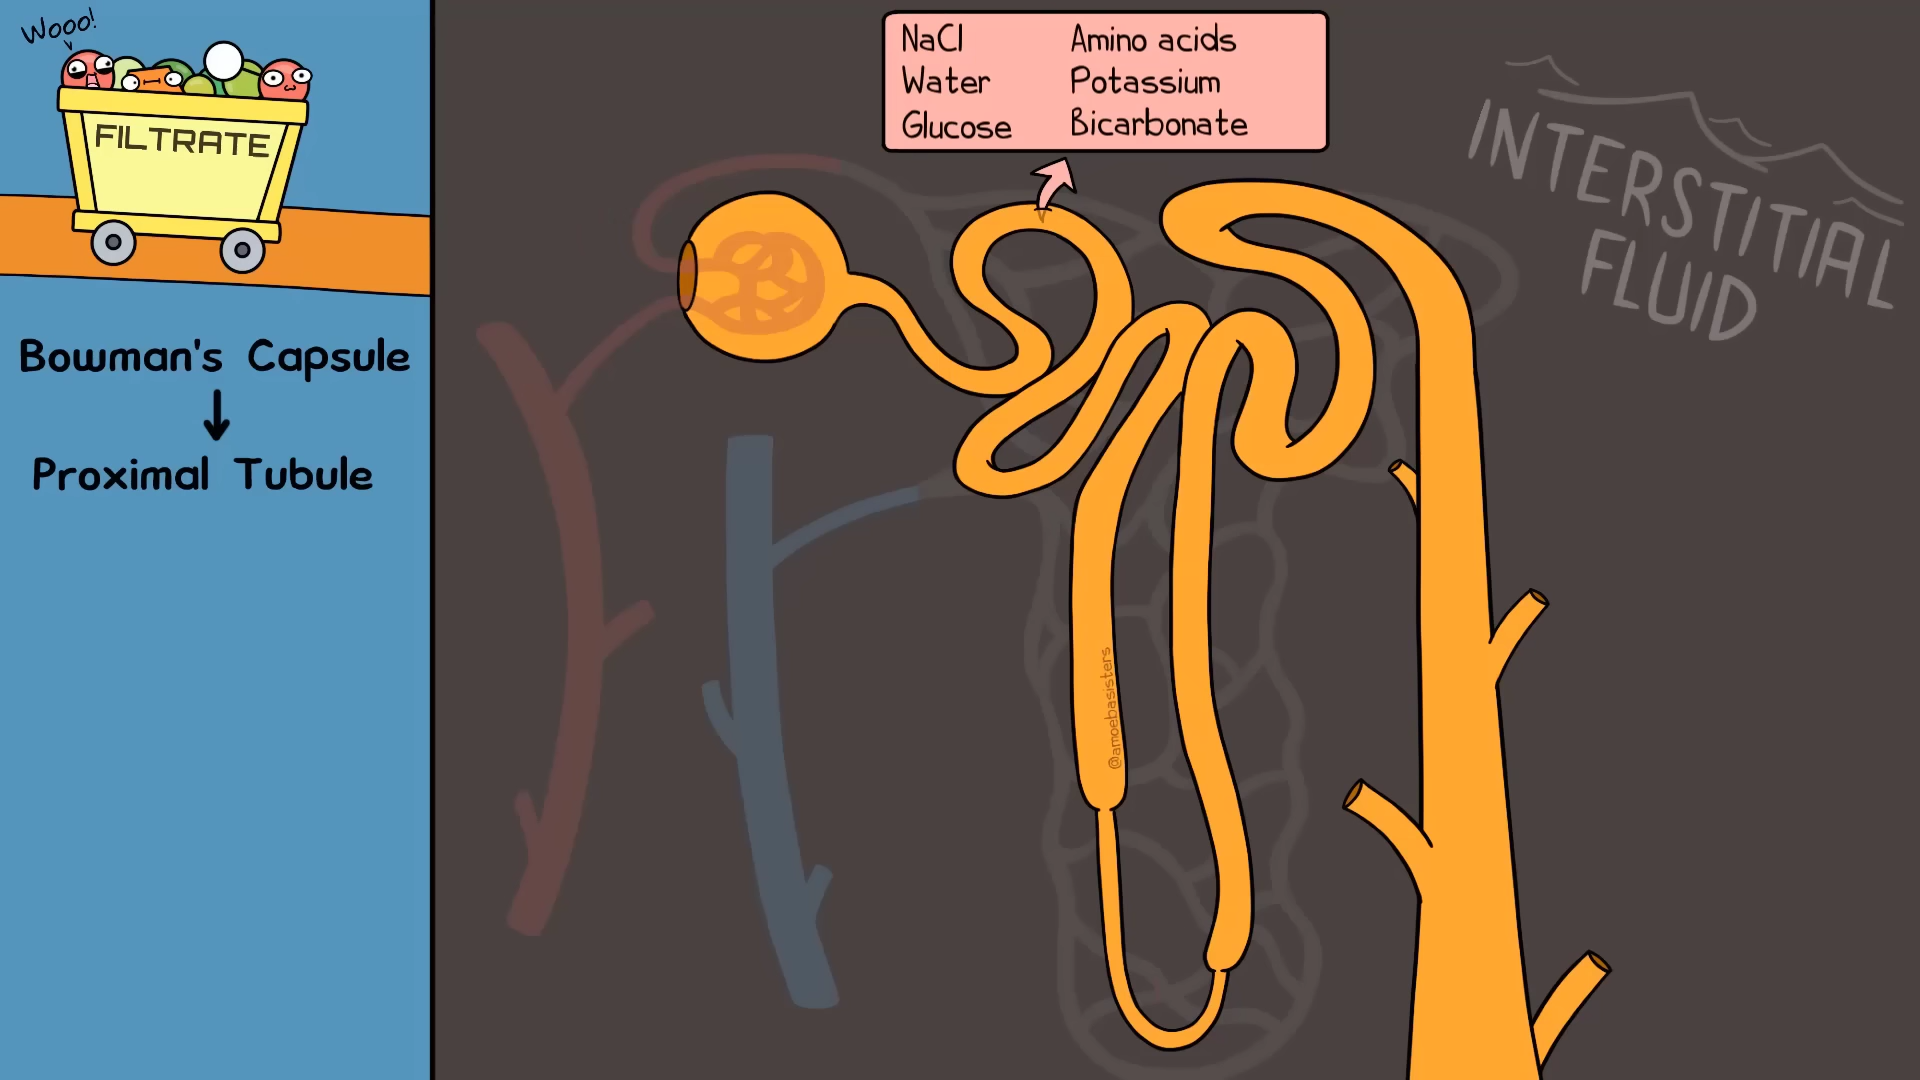 Wooo!
FILTRATE
Bowman's Capsule
Proximal Tubule
NaCl Amino acids
Water Potassium
Glucose Bicarbonate
INTERSTITIAL
FLUID
@amoebasisters